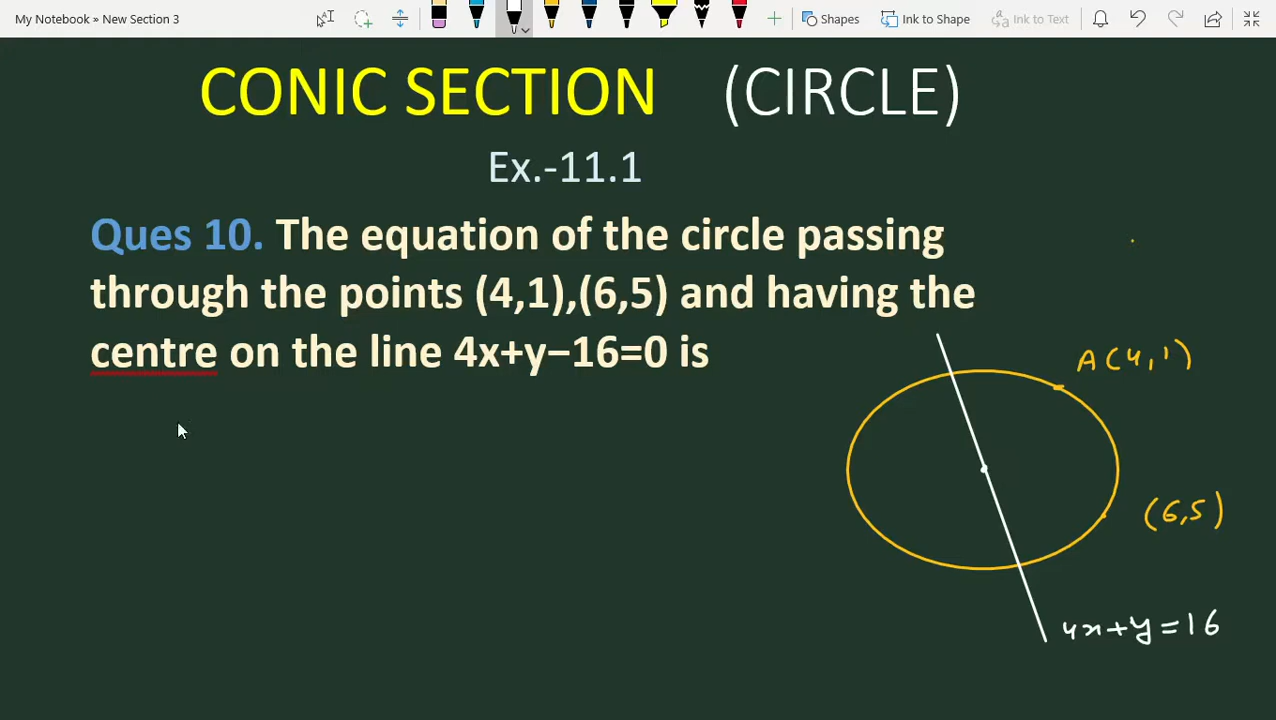 My Notebook » New Section 3
Shapes
Ink to Shape
Ink to Text
CONIC SECTION (CIRCLE)
Ex.-11.1
Ques 10. The equation of the circle passing
through the points (4,1),(6,5) and having the
centre on the line 4x+y−16=0 is
A(4,1)
(6,5)
4x+y=16